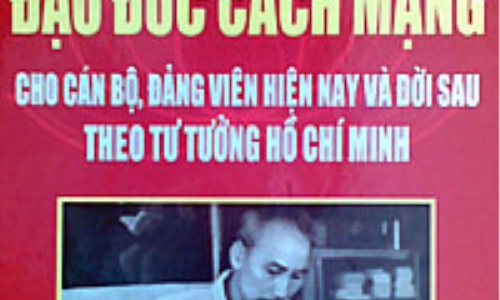 ĐẠO ĐỨC CÁCH MẠNG
CHO CÁN BỘ, ĐẢNG VIÊN HIỆN NAY VÀ ĐỜI SAU
THEO TƯ TƯỞNG HỒ CHÍ MINH